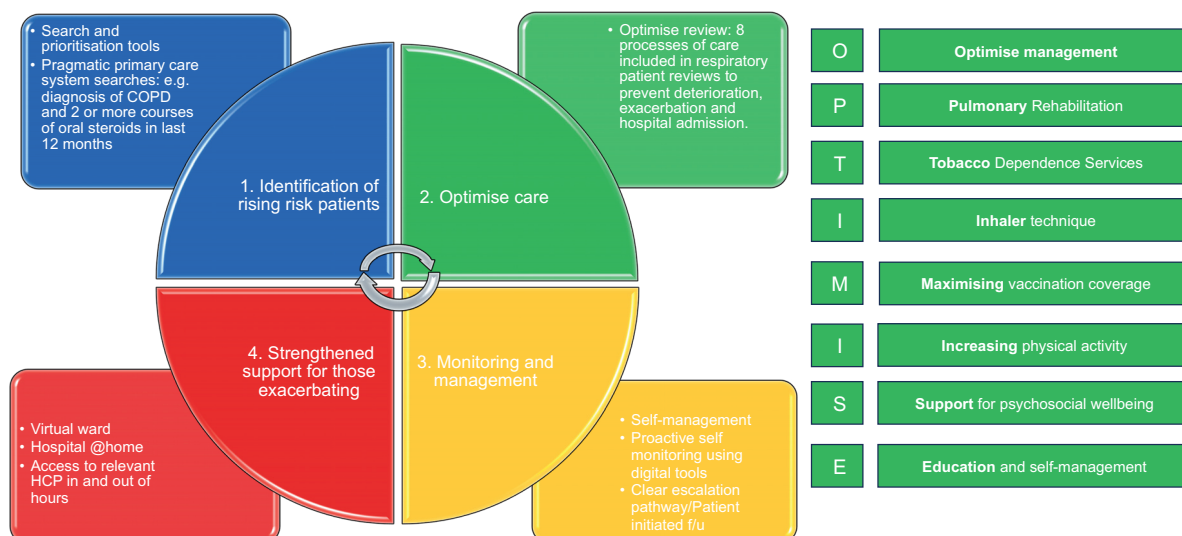 • Search and
prioritisation tools
• Pragmatic primary care
system searches: e.g.
diagnosis of COPD
and 2 or more courses
of oral steroids in last
12 months
• Optimise review: 8
processes of care
included in respiratory
patient reviews to
prevent deterioration,
exacerbation and
hospital admission.
1. Identification of
rising risk patients
2. Optimise care
4. Strengthened
support for those
exacerbating
3. Monitoring and
management
• Virtual ward
• Hospital @home
• Access to relevant
HCP in and out of
hours
• Self-management
• Proactive self
monitoring using
digital tools
• Clear escalation
pathway/Patient
initiated f/u
O Optimise management
P Pulmonary Rehabilitation
T Tobacco Dependence Services
I Inhaler technique
M Maximising vaccination coverage
I Increasing physical activity
S Support for psychosocial wellbeing
E Education and self-management